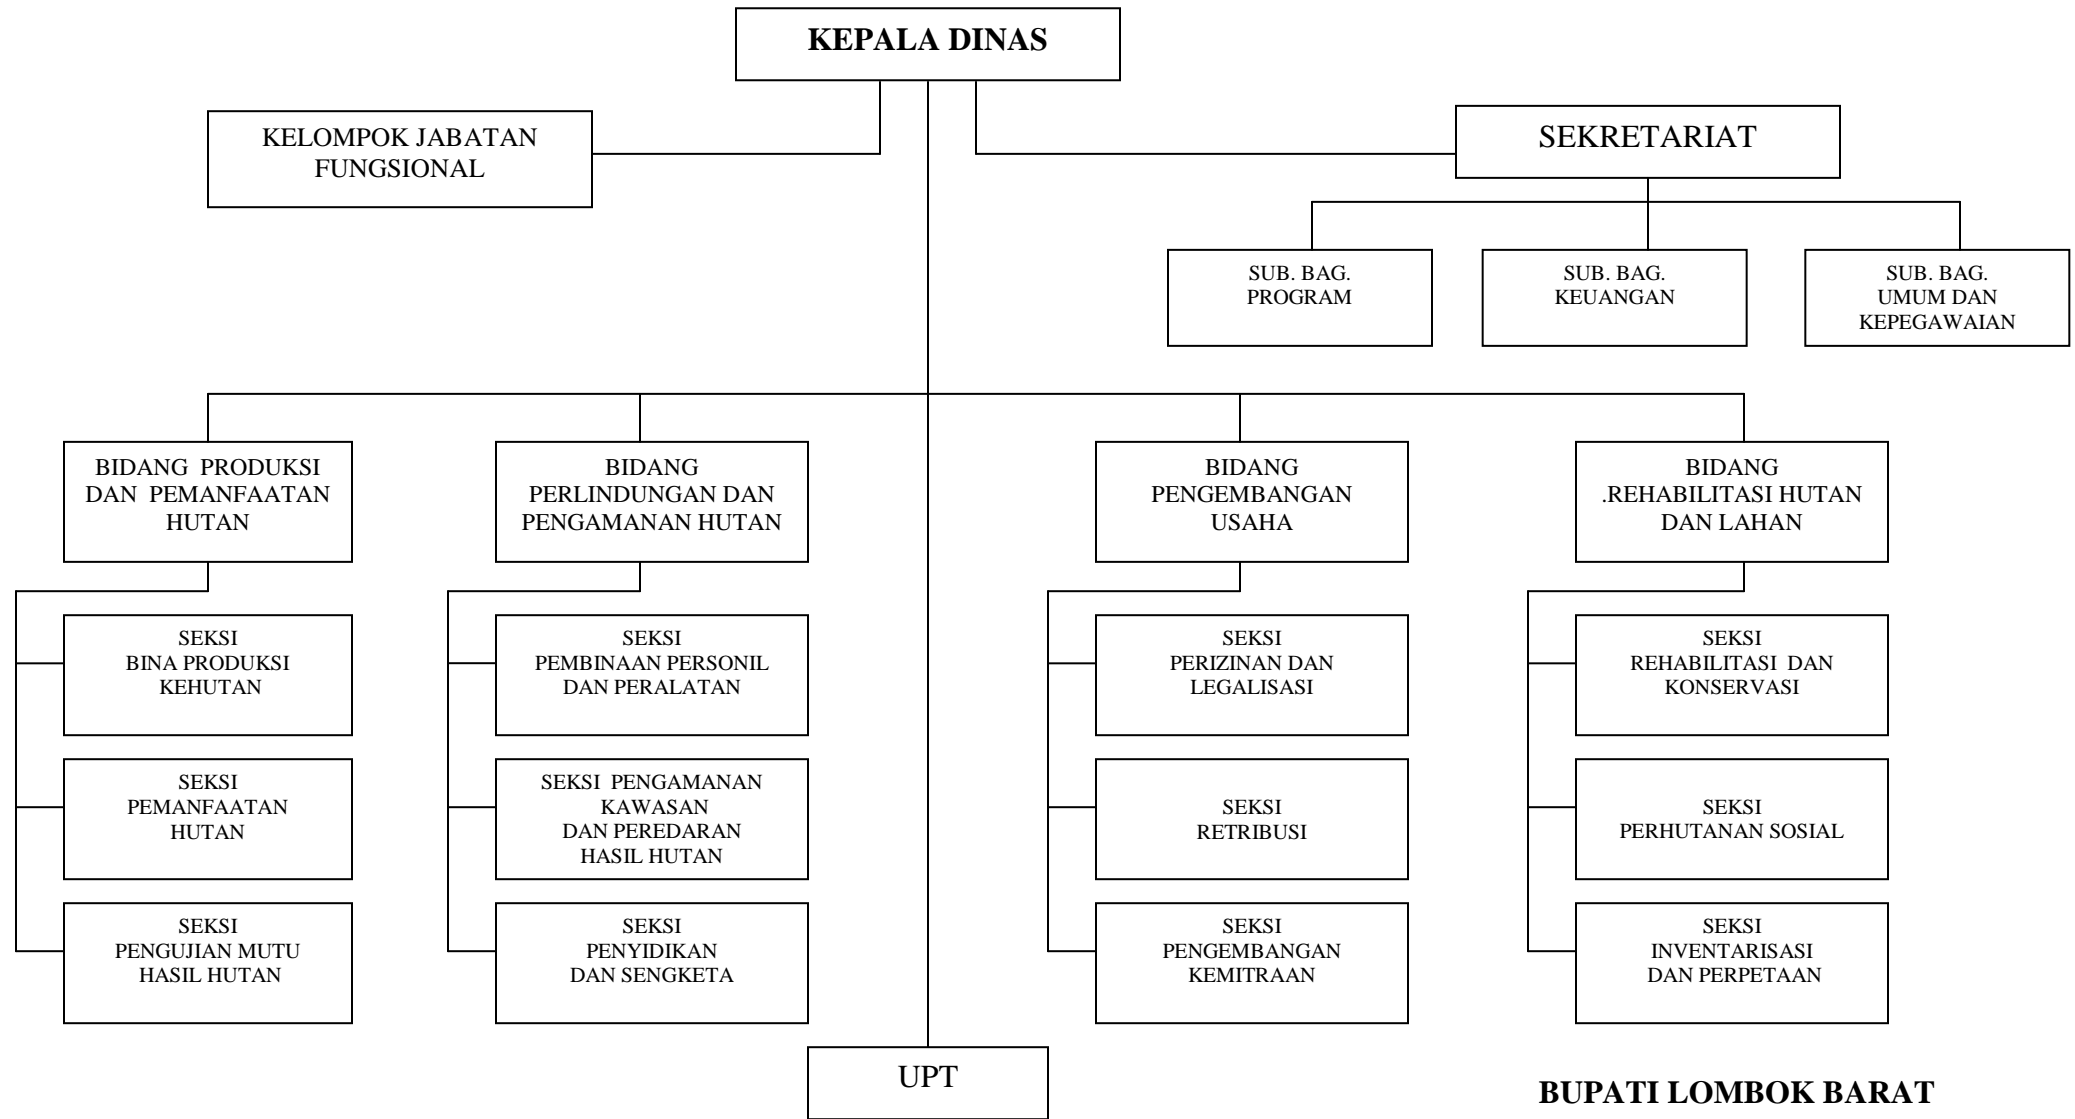 KEPALA DINAS
KELOMPOK JABATAN
FUNGSIONAL
SEKRETARIAT
SUB. BAG.
PROGRAM
SUB. BAG.
KEUANGAN
SUB. BAG.
UMUM DAN
KEPEGAWAIAN
BIDANG PRODUKSI
DAN PEMANFAATAN
HUTAN
BIDANG
PERLINDUNGAN DAN
PENGAMANAN HUTAN
BIDANG
PENGEMBANGAN
USAHA
BIDANG
.REHABILITASI HUTAN
DAN LAHAN
SEKSI
BINA PRODUKSI
KEHUTAN
SEKSI
PEMBINAAN PERSONIL
DAN PERALATAN
SEKSI
PERIZINAN DAN
LEGALISASI
SEKSI
REHABILITASI DAN
KONSERVASI
SEKSI
PEMANFAATAN
HUTAN
SEKSI PENGAMANAN
KAWASAN
DAN PEREDARAN
HASIL HUTAN
SEKSI
RETRIBUSI
SEKSI
PERHUTANAN SOSIAL
SEKSI
PENGUJIAN MUTU
HASIL HUTAN
SEKSI
PENYIDIKAN
DAN SENGKETA
SEKSI
PENGEMBANGAN
KEMITRAAN
SEKSI
INVENTARISASI
DAN PERPETAAN
UPT
BUPATI LOMBOK BARAT